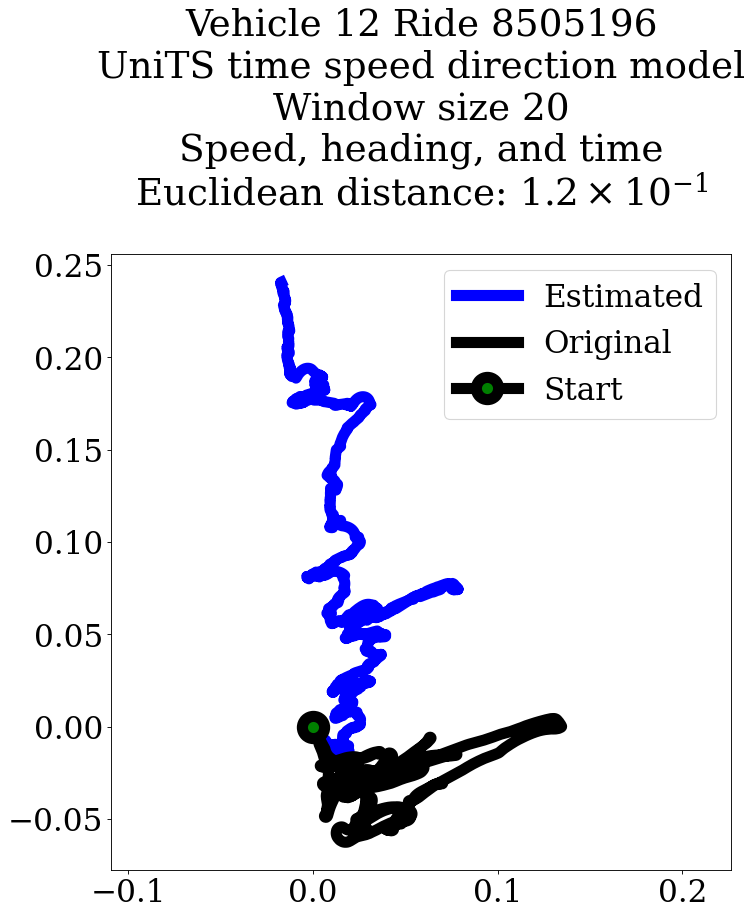 Vehicle 12 Ride 8505196
UniTS time speed direction model
Window size 20
Speed, heading, and time
Euclidean distance: 1.2 × 10⁻¹
0.25
0.20
0.15
0.10
0.05
0.00
−0.05
−0.1
0.0
0.1
0.2
Estimated
Original
Start